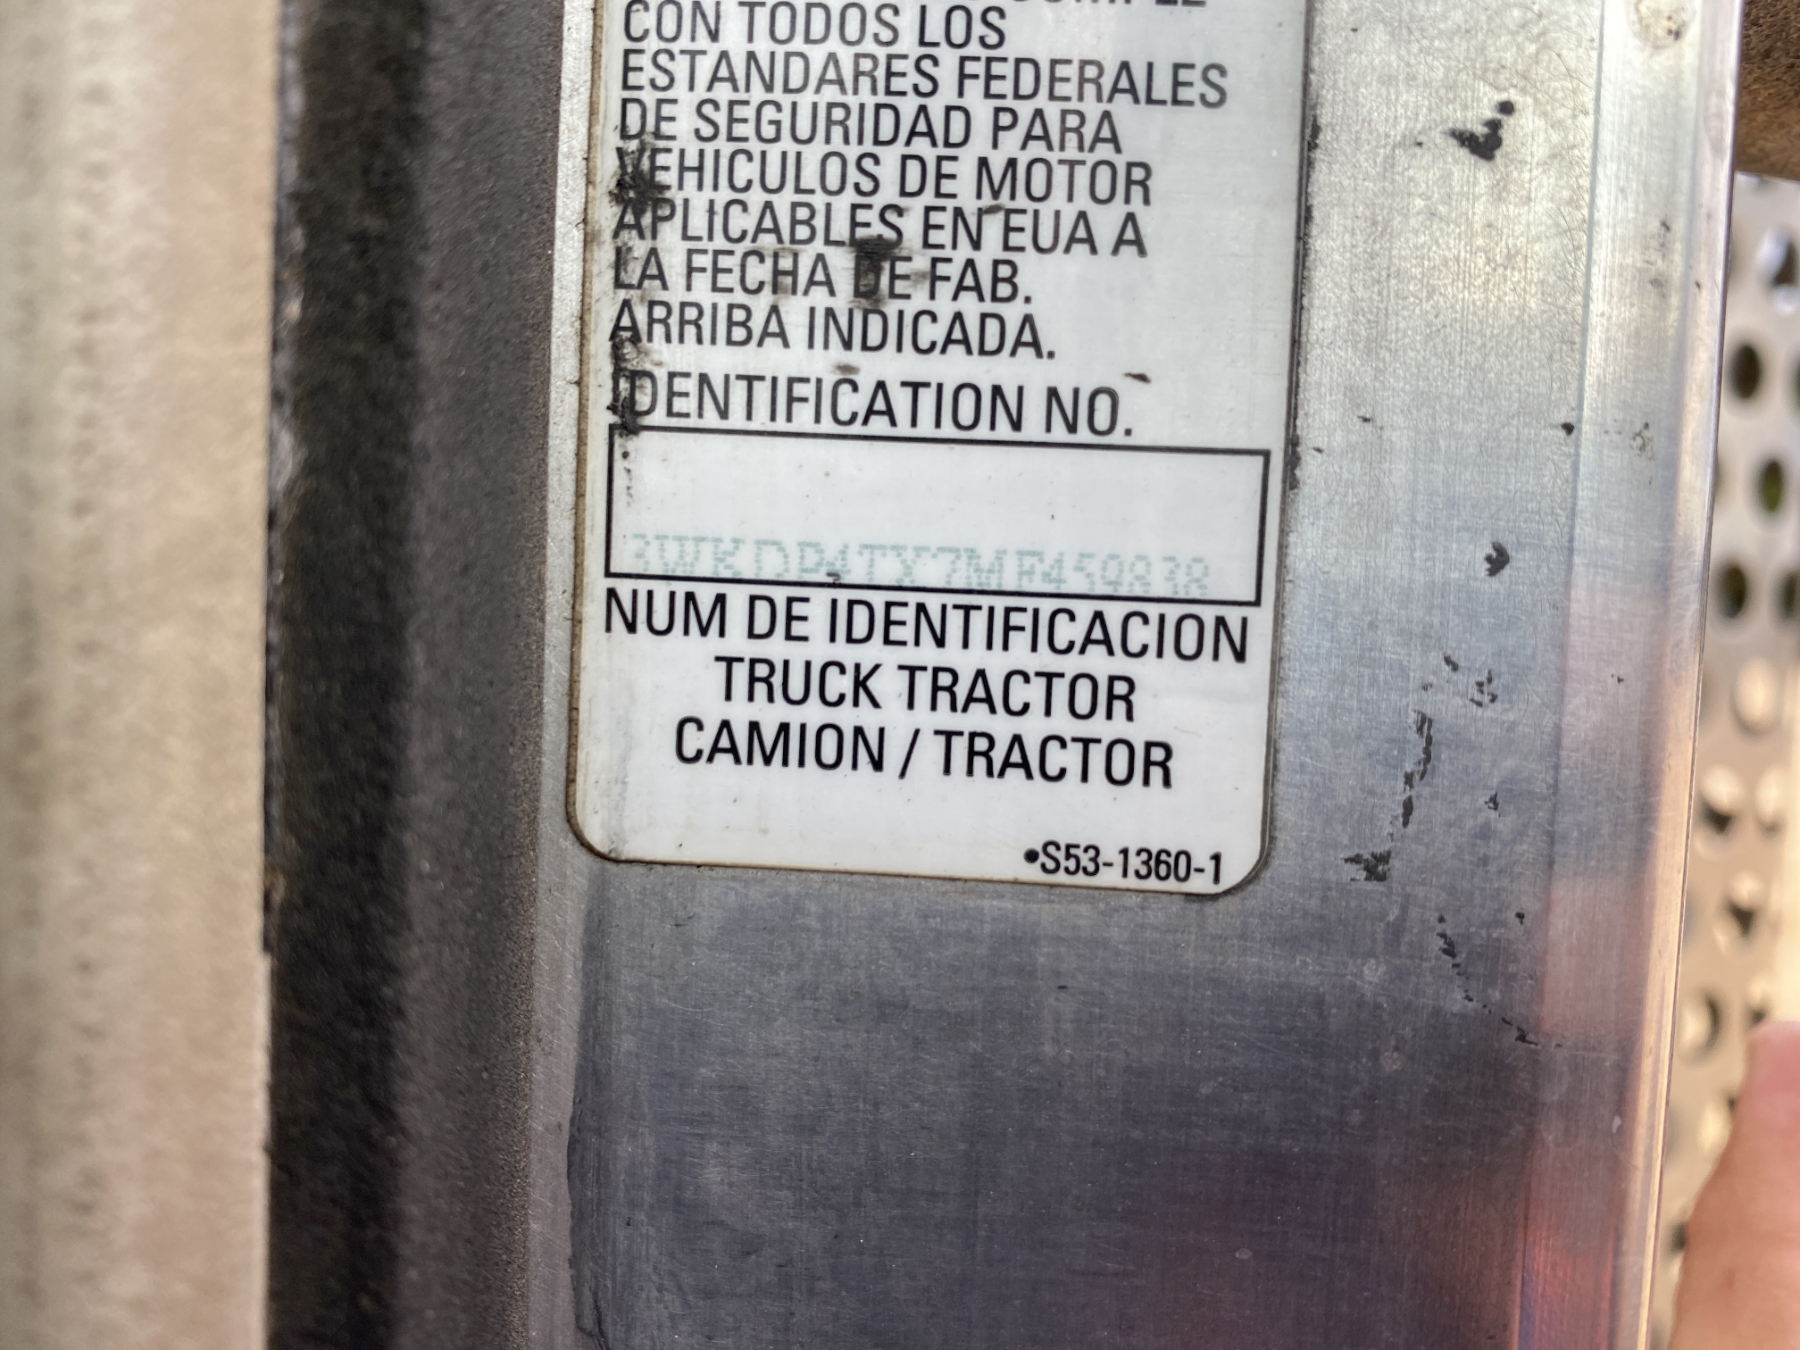 CON TODOS LOS
ESTANDARES FEDERALES
DE SEGURIDAD PARA
VEHICULOS DE MOTOR
APLICABLES EN EUA A
LA FECHA DE FAB.
ARRIBA INDICADA.
IDENTIFICATION NO.
3WKDP4TX7MF459838
NUM DE IDENTIFICACION
TRUCK TRACTOR
CAMION / TRACTOR
•S53-1360-1